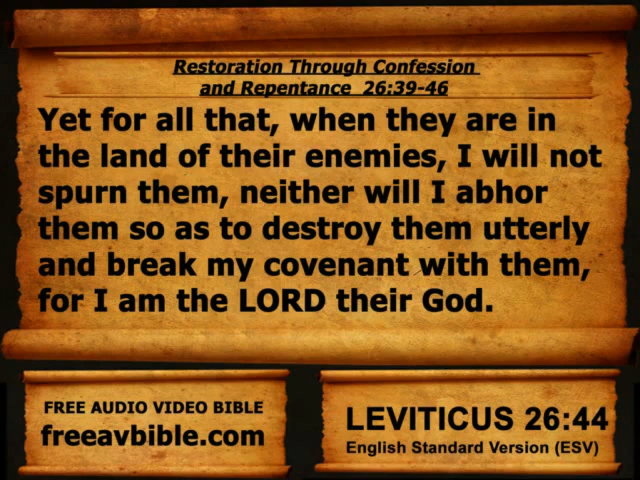 Restoration Through Confession
and Repentance  26:39-46
Yet for all that, when they are in
the land of their enemies, I will not
spurn them, neither will I abhor
them so as to destroy them utterly
and break my covenant with them,
for I am the LORD their God.
FREE AUDIO VIDEO BIBLE
freeavbible.com
LEVITICUS 26:44
English Standard Version (ESV)